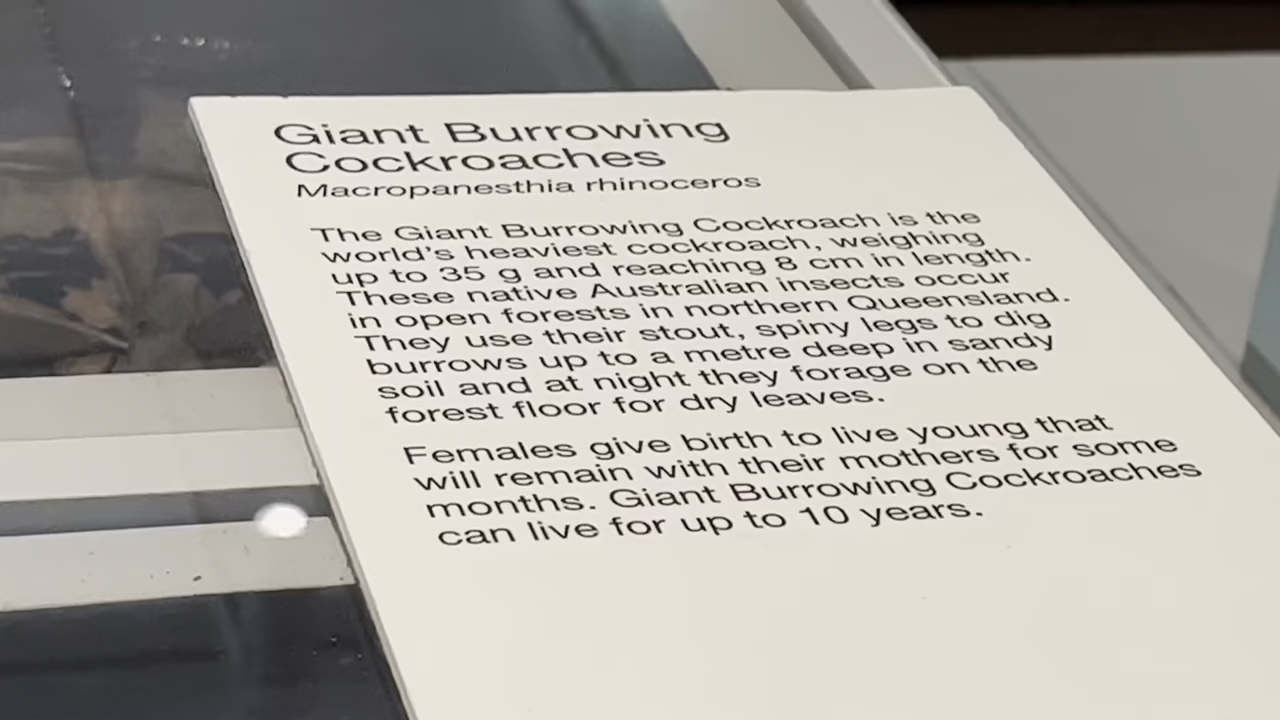 Giant Burrowing
Cockroaches
Macropanesthia rhinoceros
The Giant Burrowing Cockroach is the
world's heaviest cockroach, weighing
up to 35 g and reaching 8 cm in length.
These native Australian insects occur
in open forests in northern Queensland.
They use their stout, spiny legs to dig
burrows up to a metre deep in sandy
soil and at night they forage on the
forest floor for dry leaves.
Females give birth to live young that
will remain with their mothers for some
months. Giant Burrowing Cockroaches
can live for up to 10 years.